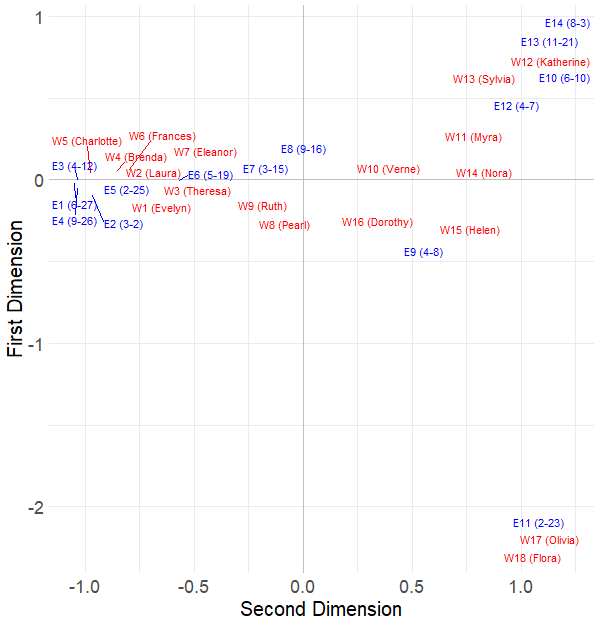 1
E14 (8-3)
E13 (11-21)
W12 (Katherine)
W13 (Sylvia)
E10 (6-10)
E12 (4-7)
W5 (Charlotte)
W6 (Frances)
W11 (Myra)
W4 (Brenda)
W7 (Eleanor)
E8 (9-16)
E3 (4-12)
W2 (Laura)
E6 (5-19)
E7 (3-15)
W10 (Verne)
W14 (Nora)
0
E5 (2-25)
W3 (Theresa)
E1 (6-27)
W1 (Evelyn)
W9 (Ruth)
E4 (9-26)
E2 (3-2)
W8 (Pearl)
W16 (Dorothy)
W15 (Helen)
E9 (4-8)
First Dimension
-1
-2
E11 (2-23)
W17 (Olivia)
W18 (Flora)
-1.0
-0.5
0.0
0.5
1.0
Second Dimension